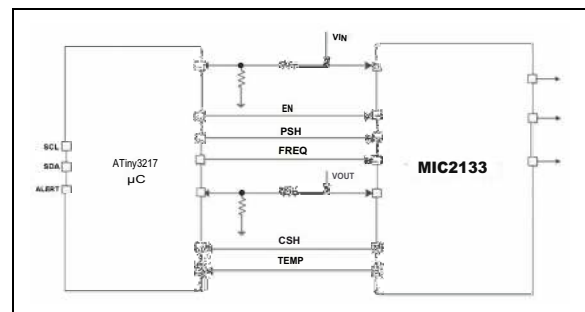 VIN
EN
PSH
FREQ
SCL
SDA
ALERT
ATiny3217
µC
MIC2133
VOUT
CSH
TEMP